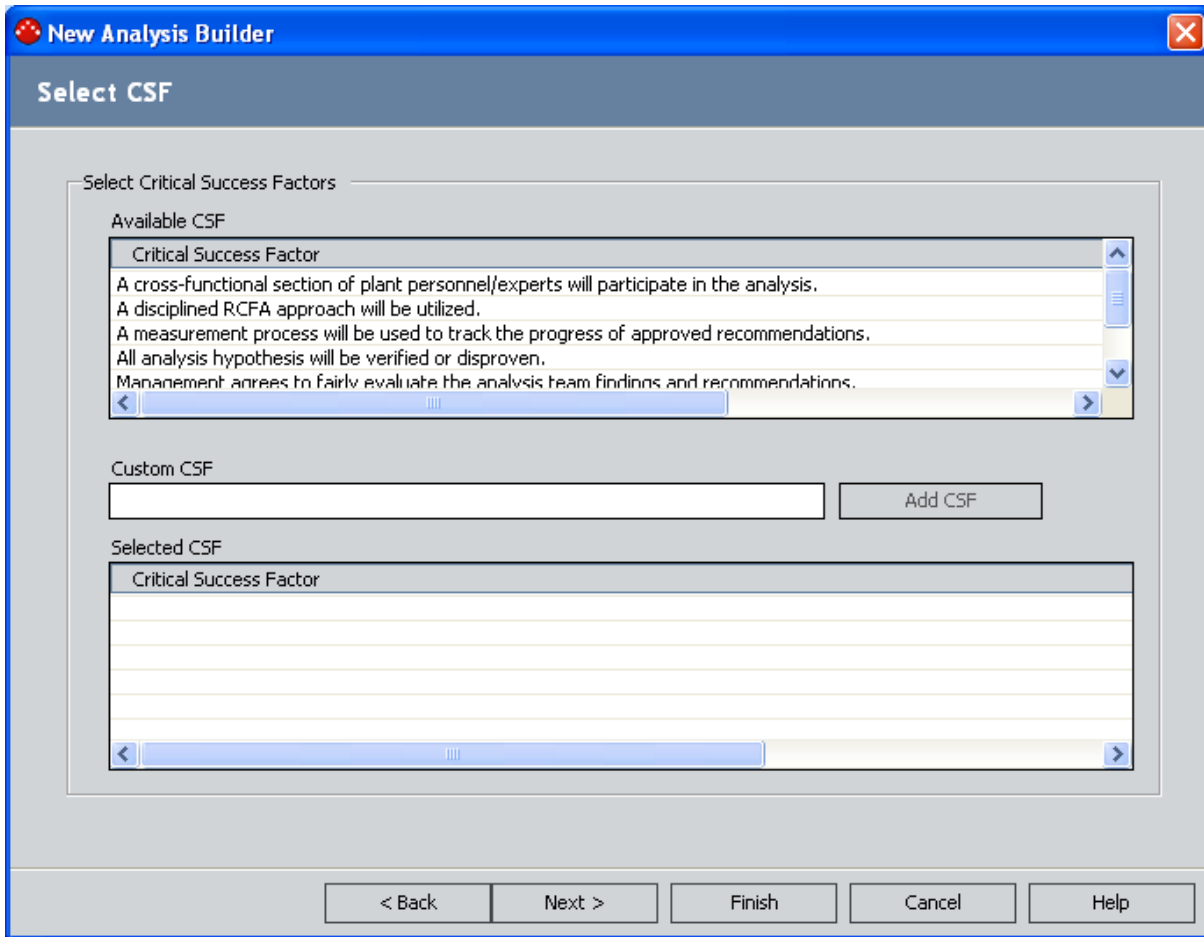 New Analysis Builder
Select CSF
Select Critical Success Factors
Available CSF
Critical Success Factor
A cross-functional section of plant personnel/experts will participate in the analysis.
A disciplined RCFA approach will be utilized.
A measurement process will be used to track the progress of approved recommendations.
All analysis hypothesis will be verified or disproven.
Management agrees to fairly evaluate the analysis team findings and recommendations.
Custom CSF
Add CSF
Selected CSF
Critical Success Factor
< Back Next > Finish Cancel Help